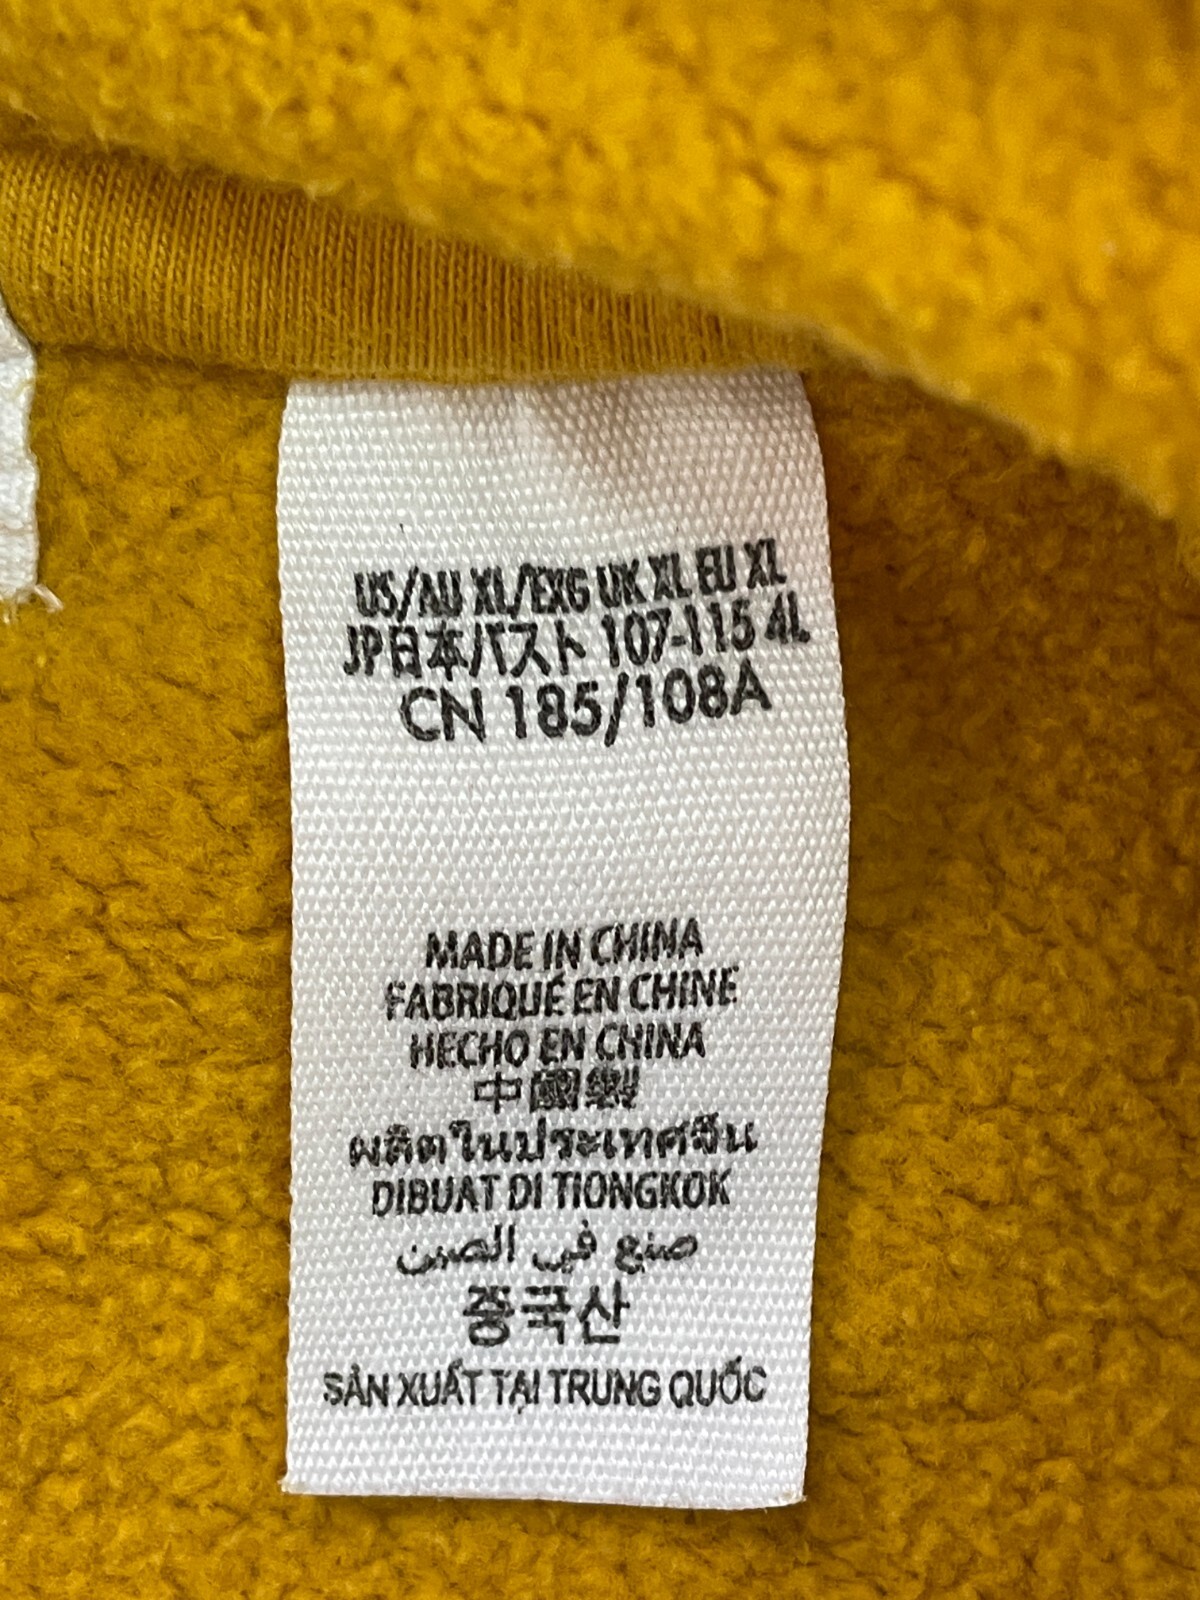 US/AU XL/EXG UK XL EU XL
JP日本バスト 107-115 4L
CN 185/108A
MADE IN CHINA
FABRIQUÉ EN CHINE
HECHO EN CHINA
中國製
ผลิตในประเทศจีน
DIBUAT DI TIONGKOK
صنع في الصين
중국산
SẢN XUẤT TẠI TRUNG QUỐC